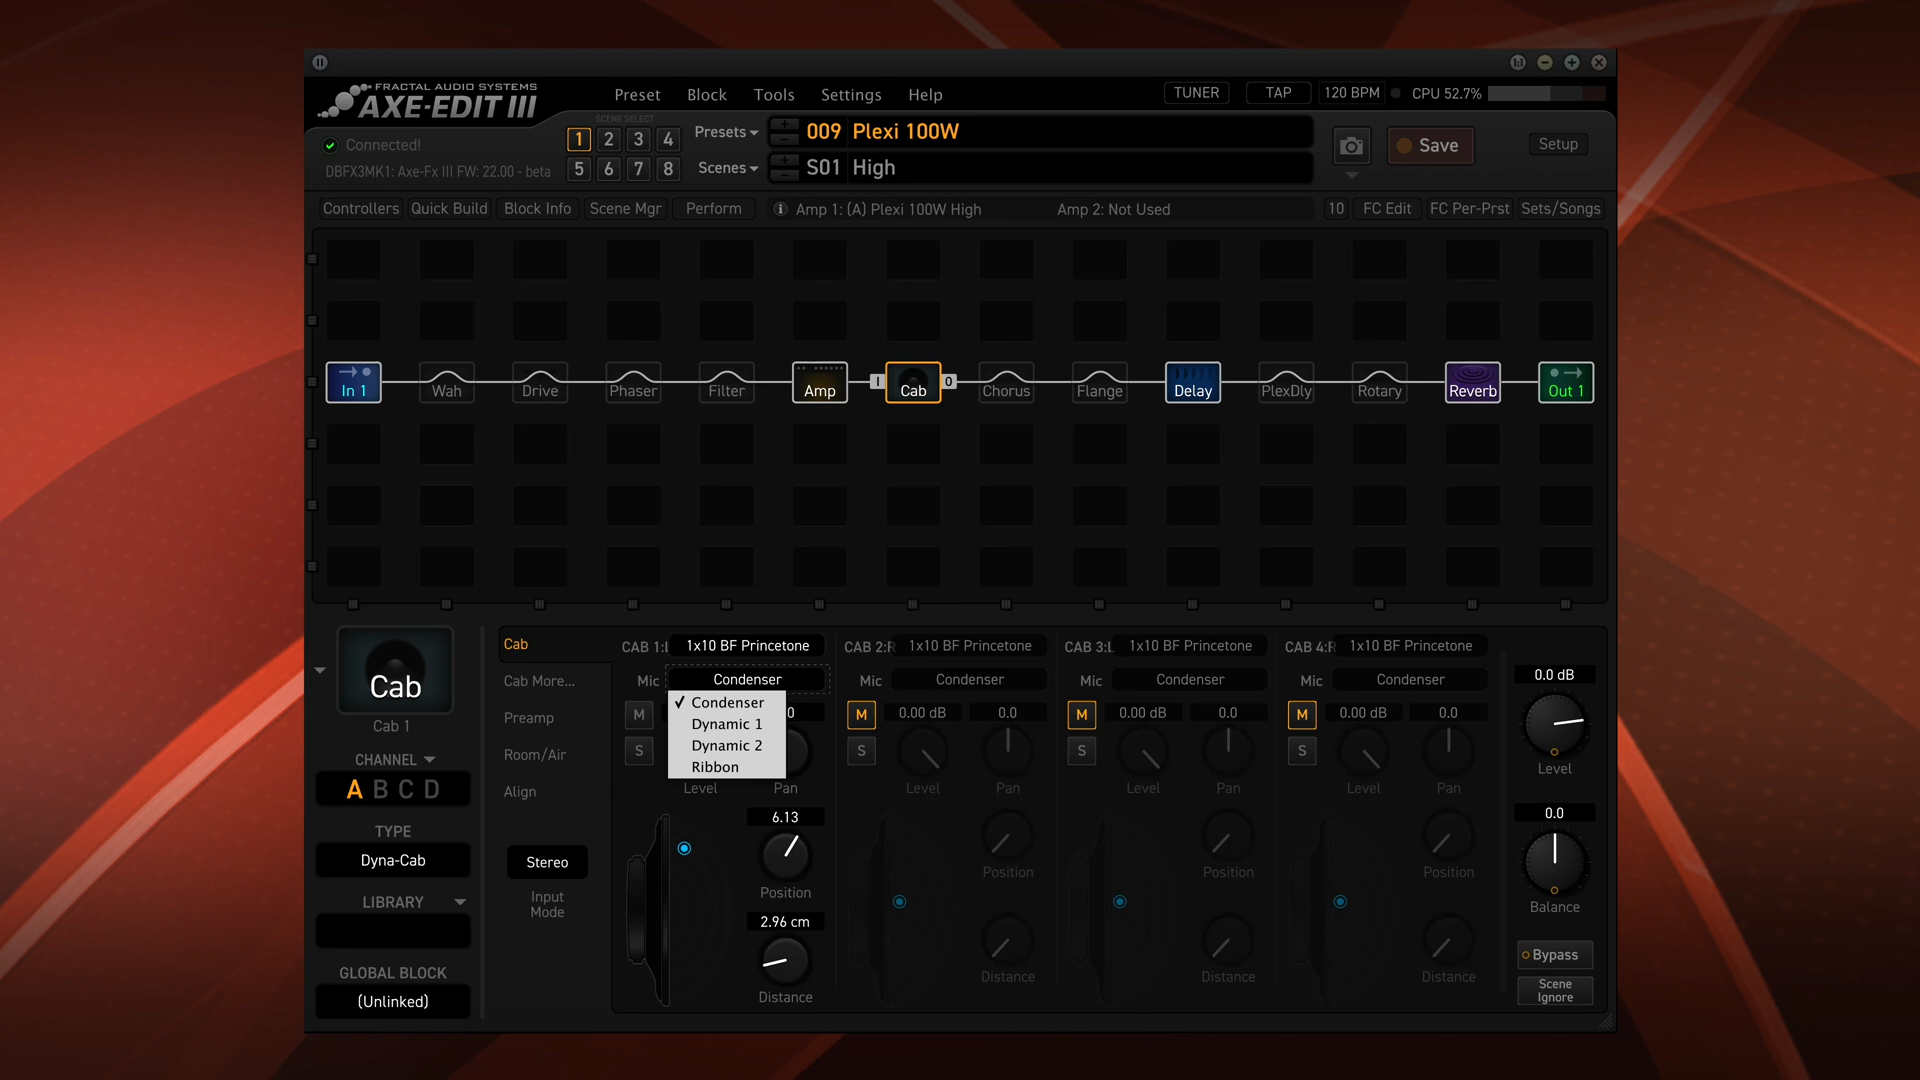 FRACTAL AUDIO SYSTEMS
AXE-EDIT III
Preset Block Tools Settings Help
TUNER TAP 120 BPM CPU 52.7%
SCENE SELECT
1 2 3 4
5 6 7 8
Presets 009 Plexi 100W
Scenes S01 High
Save
Setup
Connected!
DBFX3MK1: Axe-Fx III FW: 22.00 - beta
Controllers Quick Build Block Info Scene Mgr Perform
Amp 1: (A) Plexi 100W High Amp 2: Not Used
10 FC Edit FC Per-Prst Sets/Songs
In 1 Wah Drive Phaser Filter Amp I Cab O Chorus Flange Delay PlexDly Rotary Reverb Out 1
Cab
Cab 1
CHANNEL
A B C D
TYPE
Dyna-Cab
LIBRARY
GLOBAL BLOCK
(Unlinked)
Cab
Cab More...
Preamp
Room/Air
Align
Stereo
Input
Mode
CAB 1:L 1x10 BF Princetone
Mic Condenser
✓ Condenser
Dynamic 1
Dynamic 2
Ribbon
M
S
.0
Level Pan
6.13
Position
2.96 cm
Distance
CAB 2:R 1x10 BF Princetone
Mic Condenser
M 0.00 dB 0.0
S
Level Pan
Position
Distance
CAB 3:L 1x10 BF Princetone
Mic Condenser
M 0.00 dB 0.0
S
Level Pan
Position
Distance
CAB 4:R 1x10 BF Princetone
Mic Condenser
M 0.00 dB 0.0
S
Level Pan
Position
Distance
0.0 dB
Level
0.0
Balance
Bypass
Scene
Ignore